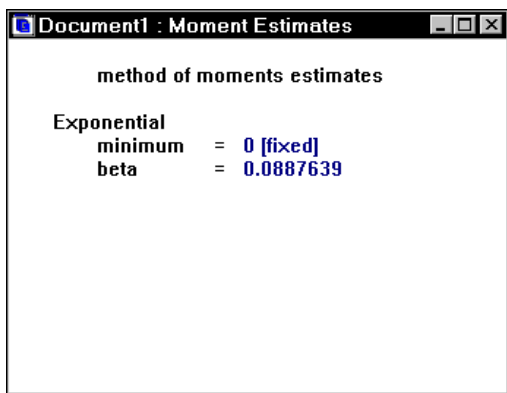 Document1 : Moment Estimates
method of moments estimates
Exponential
minimum = 0 [fixed]
beta = 0.0887639